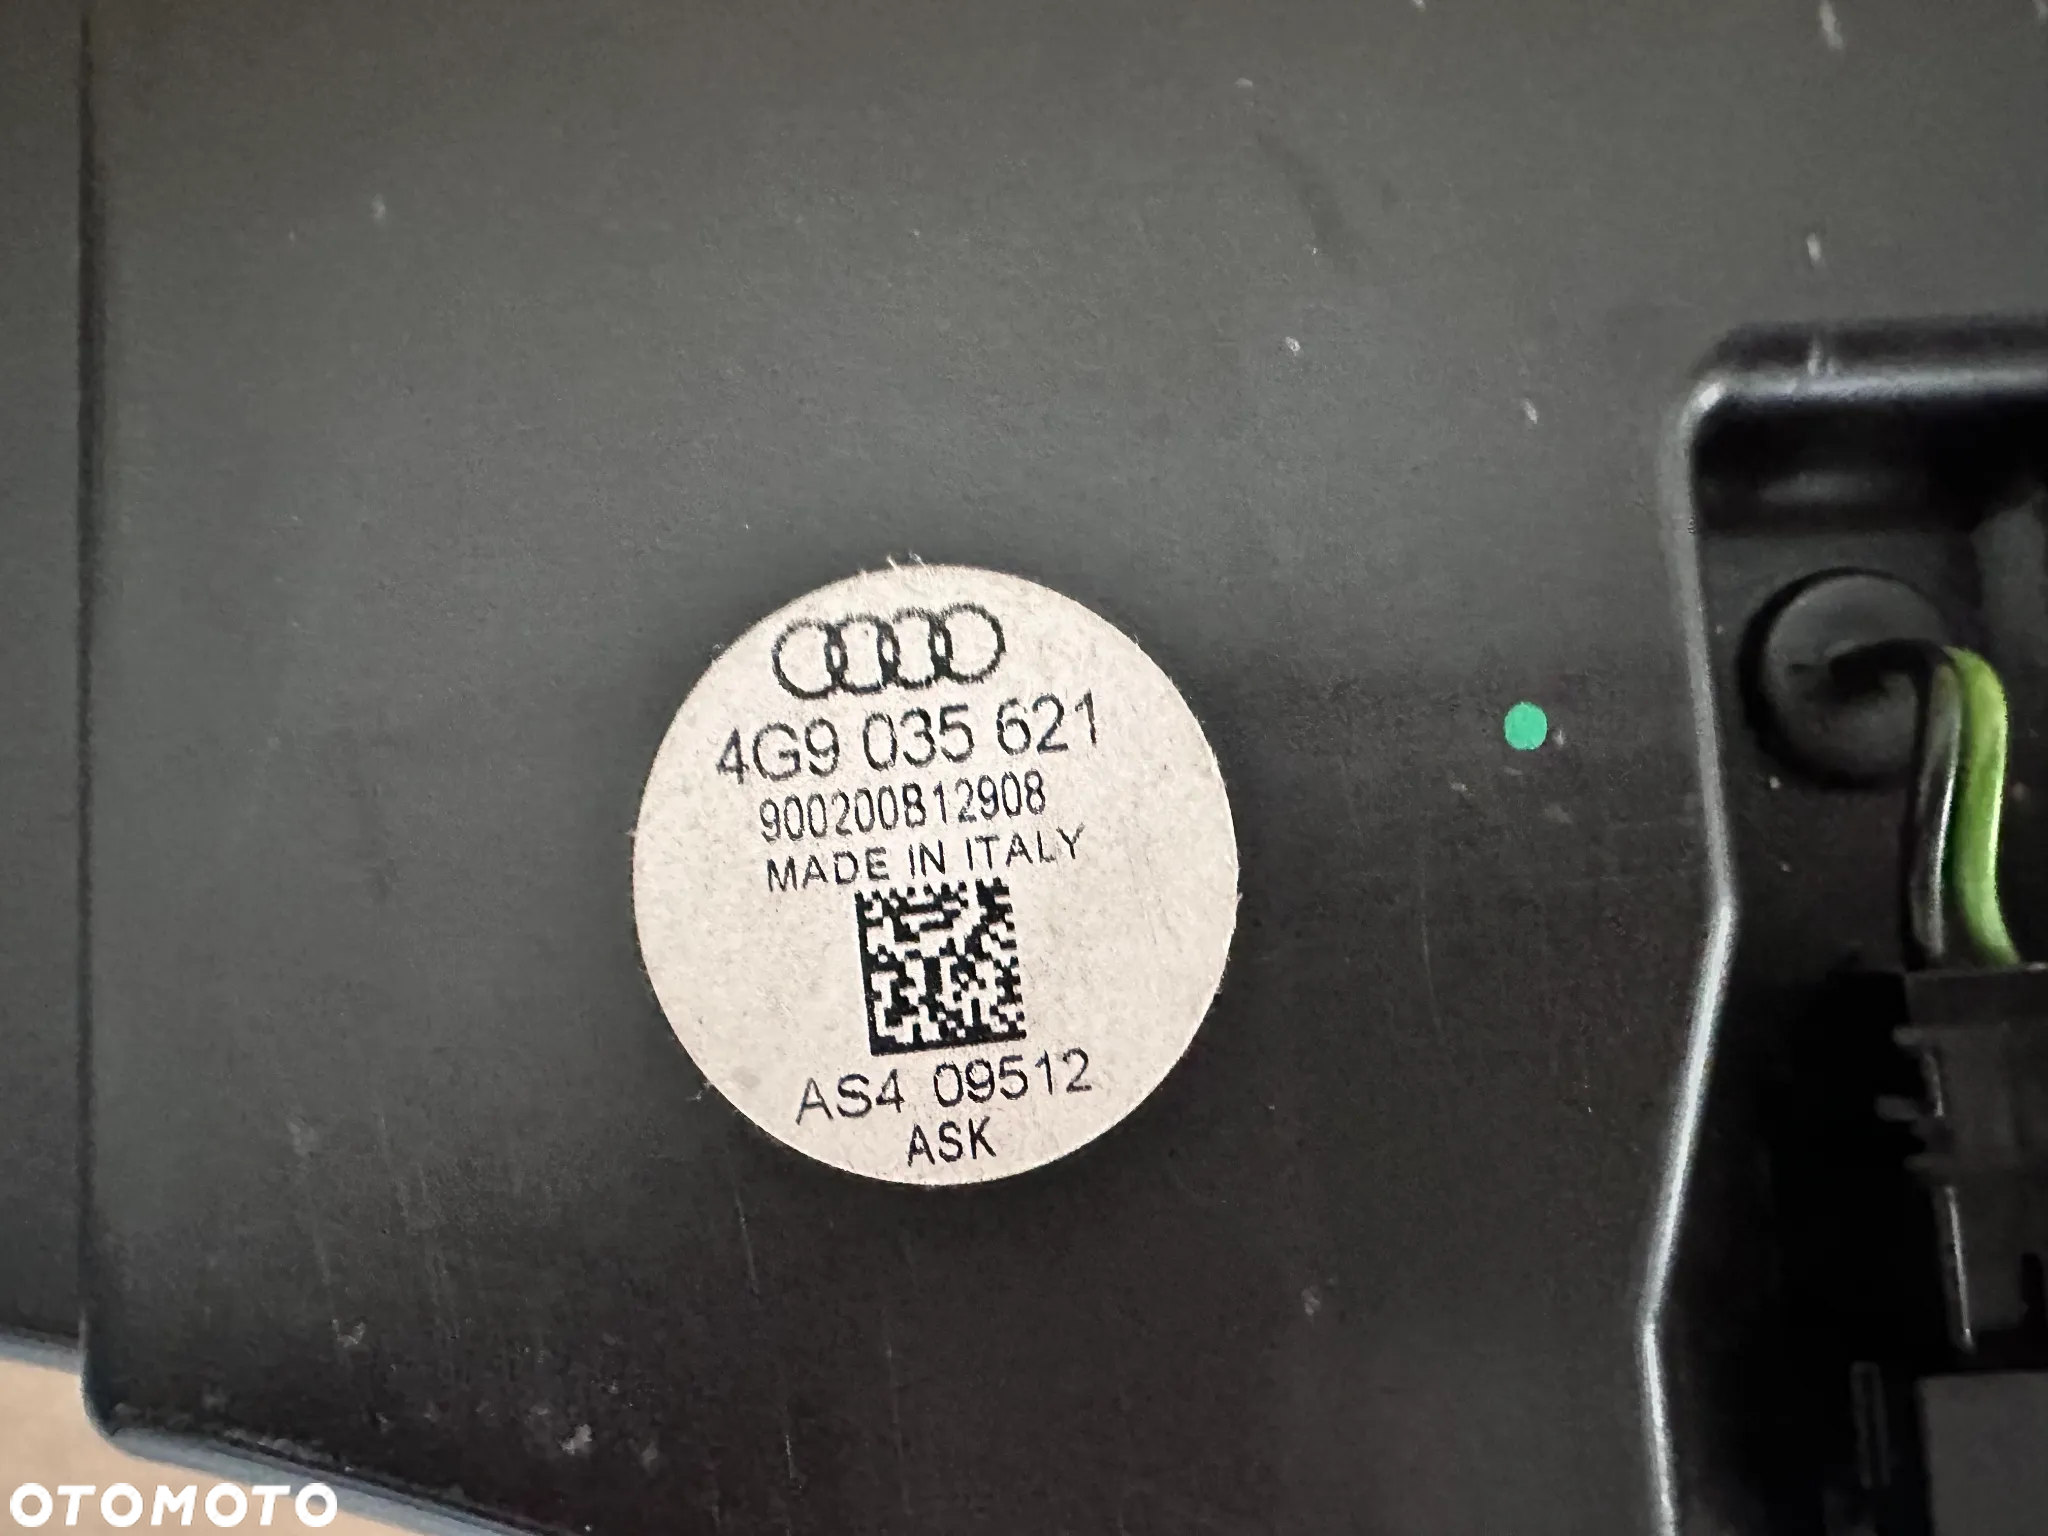 4G9 035 621
900200B12908
MADE IN ITALY
AS4 09512
ASK
OTOMOTO